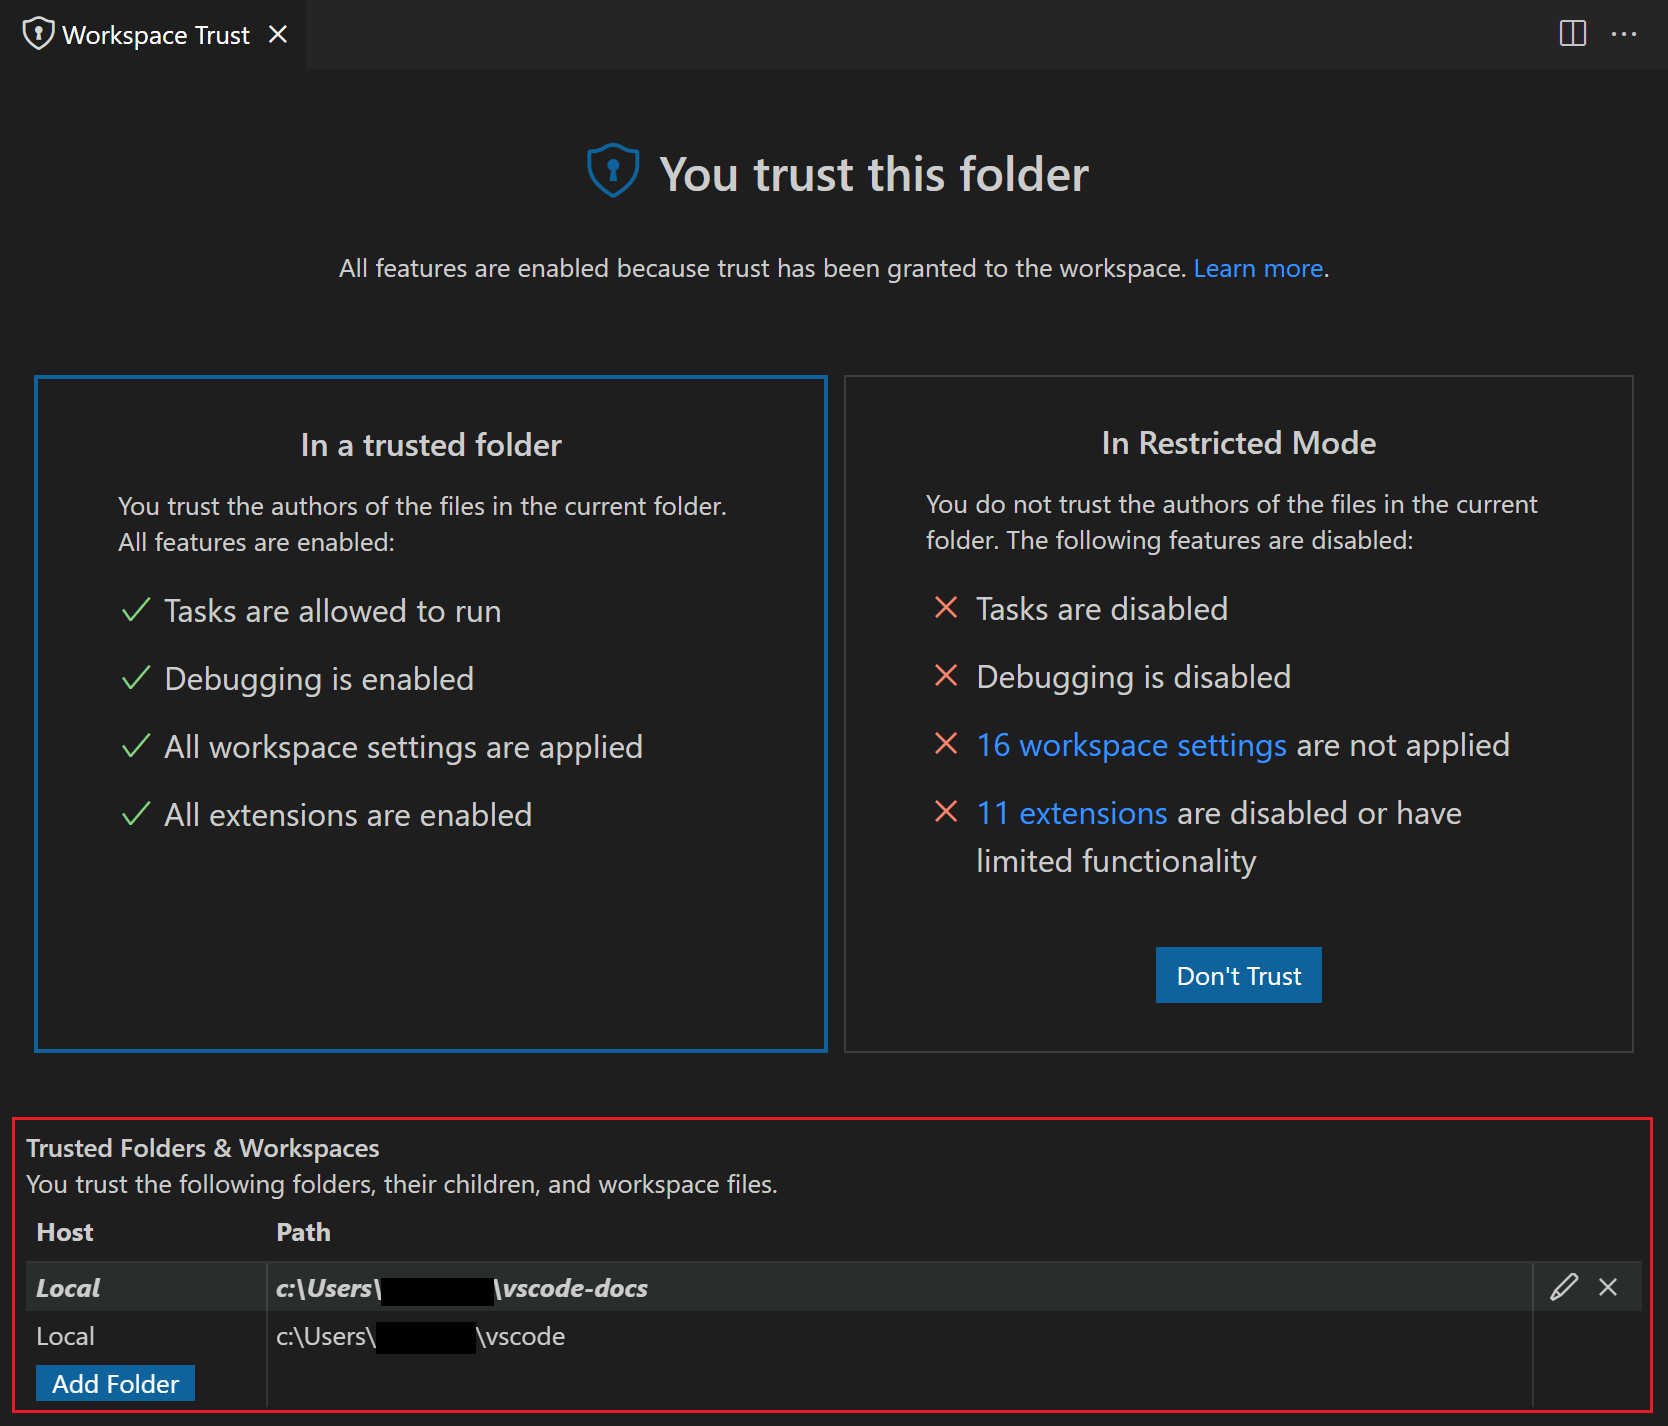 Workspace Trust
You trust this folder
All features are enabled because trust has been granted to the workspace. Learn more.
In a trusted folder
You trust the authors of the files in the current folder.
All features are enabled:
Tasks are allowed to run
Debugging is enabled
All workspace settings are applied
All extensions are enabled
In Restricted Mode
You do not trust the authors of the files in the current
folder. The following features are disabled:
Tasks are disabled
Debugging is disabled
16 workspace settings are not applied
11 extensions are disabled or have
limited functionality
Don't Trust
Trusted Folders & Workspaces
You trust the following folders, their children, and workspace files.
Host Path
Local c:\Users\ \vscode-docs
Local c:\Users\ \vscode
Add Folder